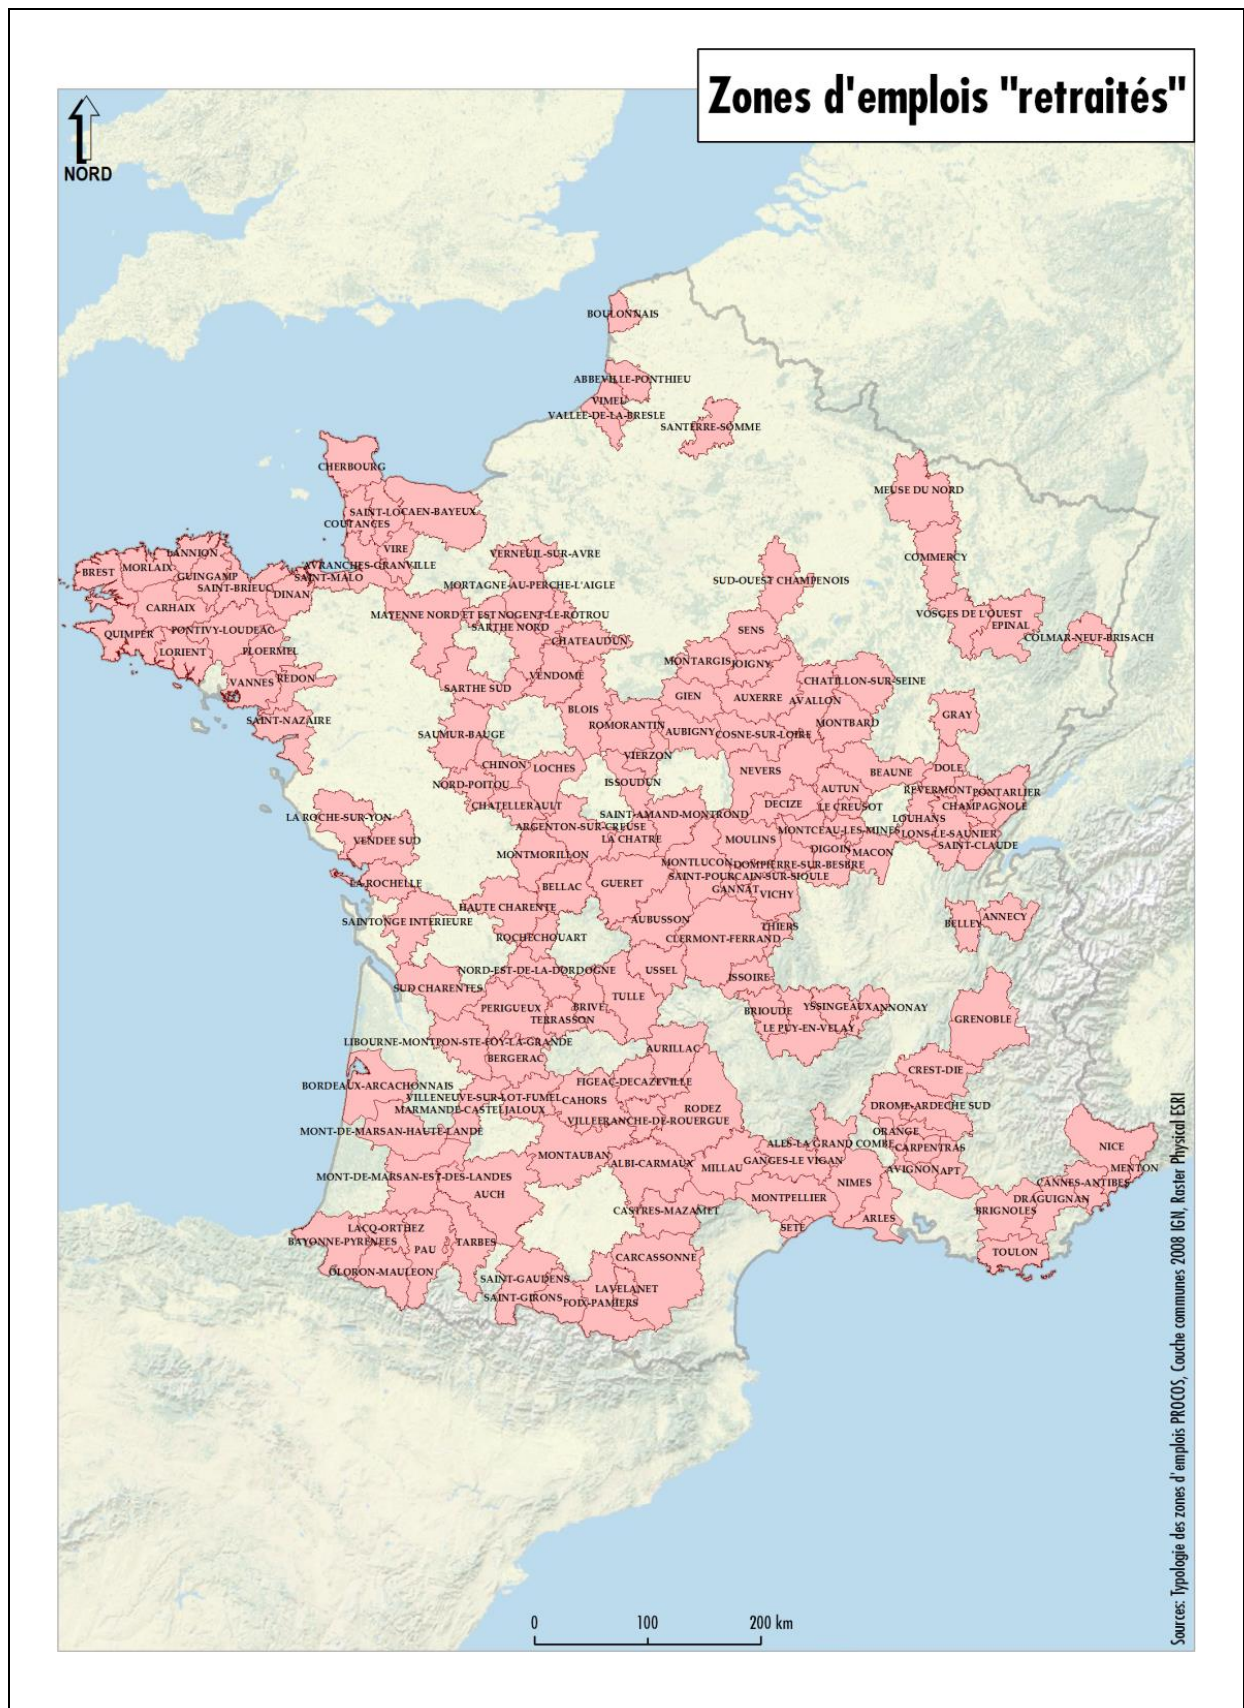 Zones d'emplois "retraités"
NORD
BOULONNAIS
ABBEVILLE-PONTHIEU
VIMEU
VALLEE-DE-LA-BRESLE
SANTERRE-SOMME
CHERBOURG
MEUSE DU NORD
SAINT-LO
CAEN-BAYEUX
COUTANCES
VIRE
LANNION
VERNEUIL-SUR-AVRE
COMMERCY
BREST
MORLAIX
GUINGAMP
AVRANCHES-GRANVILLE
SAINT-MALO
SAINT-BRIEUC
DINAN
MORTAGNE-AU-PERCHE-L'AIGLE
SUD-OUEST CHAMPENOIS
CARHAIX
MAYENNE NORD ET EST
NOGENT-LE-ROTROU
VOSGES DE L'OUEST
EPINAL
SARTHE NORD
SENS
QUIMPER
PONTIVY-LOUDEAC
CHATEAUDUN
COLMAR-NEUF-BRISACH
LORIENT
PLOERMEL
MONTARGIS
JOIGNY
VANNES
REDON
SARTHE SUD
VENDOME
CHATILLON-SUR-SEINE
GIEN
AUXERRE
AVALLON
BLOIS
SAINT-NAZAIRE
ROMORANTIN
AUBIGNY
COSNE-SUR-LOIRE
MONTBARD
GRAY
SAUMUR-BAUGE
VIERZON
CHINON
LOCHES
NEVERS
BEAUNE
DOLE
NORD-POITOU
ISSOUDUN
AUTUN
REVERMONT
PONTARLIER
CHATELLERAULT
DECIZE
LE CREUSOT
CHAMPAGNOLE
LA ROCHE-SUR-YON
SAINT-AMAND-MONTROND
LOUHANS
ARGENTON-SUR-CREUSE
MONTCEAU-LES-MINES
LONS-LE-SAUNIER
VENDEE SUD
LA CHATRE
MOULINS
SAINT-CLAUDE
MONTMORILLON
DIGOIN
MACON
MONTLUCON
DOMPIERRE-SUR-BESBRE
SAINT-POURCAIN-SUR-SIOULE
LA ROCHELLE
BELLAC
GUERET
GANNAT
VICHY
HAUTE CHARENTE
SAINTONGE INTERIEURE
AUBUSSON
BELLEY
ANNECY
ROCHECHOUART
CLERMONT-FERRAND
THIERS
NORD-EST-DE-LA-DORDOGNE
USSEL
ISSOIRE
SUD CHARENTES
TULLE
PERIGUEUX
BRIVE
BRIOUDE
YSSINGEAUX
ANNONAY
TERRASSON
LE PUY-EN-VELAY
GRENOBLE
LIBOURNE-MONTPON-STE-FOY-LA-GRANDE
AURILLAC
BERGERAC
CREST-DIE
BORDEAUX-ARCACHONNAIS
FIGEAC-DECAZEVILLE
VILLENEUVE-SUR-LOT-FUMEL
CAHORS
MARMANDE-CASTELJALOUX
RODEZ
DROME-ARDECHE SUD
VILLEFRANCHE-DE-ROUERGUE
MONT-DE-MARSAN-HAUTE-LANDE
ORANGE
ALES-LA GRAND COMBE
CARPENTRAS
NICE
MONTAUBAN
ALBI-CARMAUX
MILLAU
GANGES-LE VIGAN
AVIGNON
APT
MENTON
MONT-DE-MARSAN-EST-DES-LANDES
NIMES
CANNES-ANTIBES
AUCH
MONTPELLIER
DRAGUIGNAN
CASTRES-MAZAMET
ARLES
BRIGNOLES
LACQ-ORTHEZ
SETE
BAYONNE-PYRENEES
TARBES
PAU
TOULON
CARCASSONNE
OLORON-MAULEON
SAINT-GAUDENS
LAVELANET
SAINT-GIRONS
FOIX-PAMIERS
0 100 200 km
Sources: Typologie des zones d'emplois PROCOS, Couche communes 2008 IGN, Raster Physical ESRI